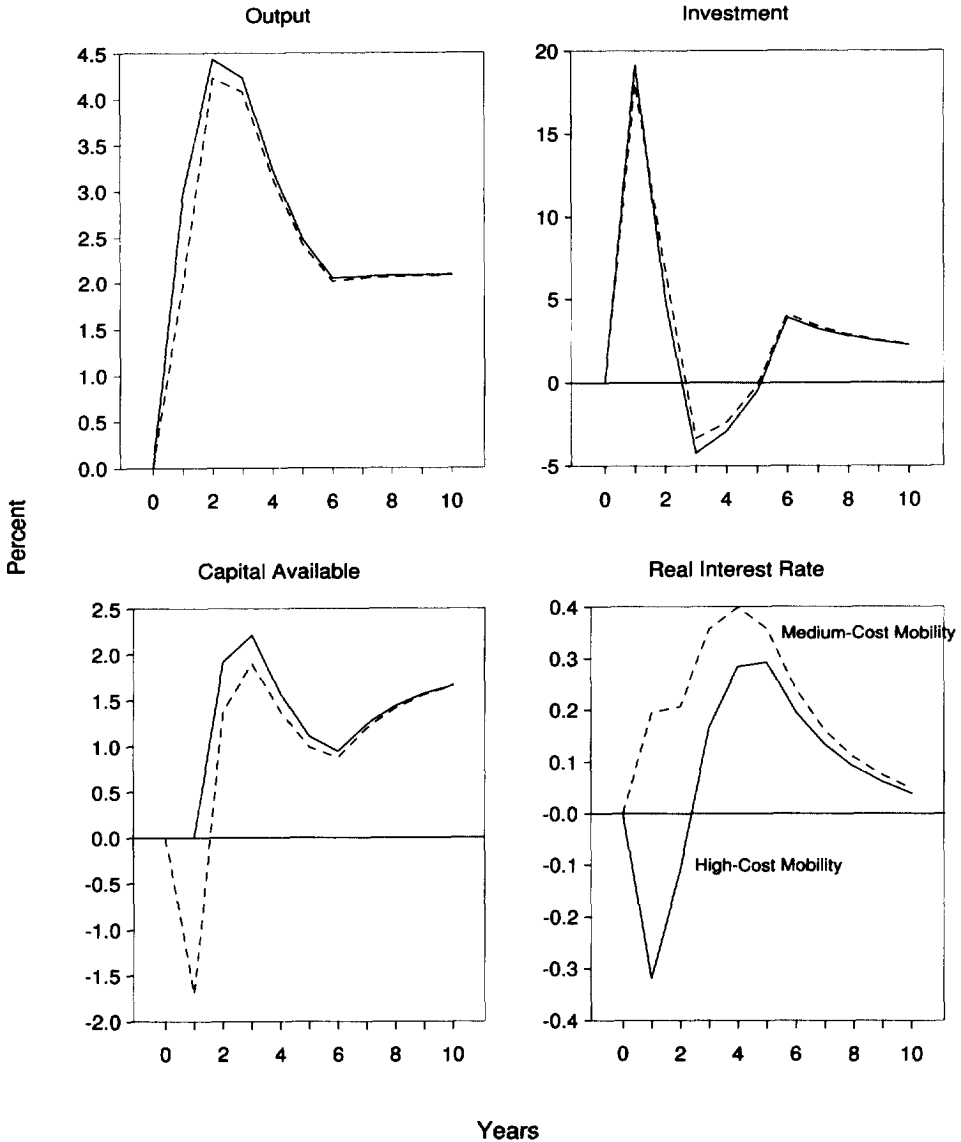 Output
4.5
4.0
3.5
3.0
2.5
2.0
1.5
1.0
0.5
0.0
0 2 4 6 8 10
Investment
20
15
10
5
0
-5
0 2 4 6 8 10
Percent
Capital Available
2.5
2.0
1.5
1.0
0.5
0.0
-0.5
-1.0
-1.5
-2.0
0 2 4 6 8 10
Real Interest Rate
0.4
0.3
0.2
0.1
-0.0
-0.1
-0.2
-0.3
-0.4
Medium-Cost Mobility
High-Cost Mobility
0 2 4 6 8 10
Years